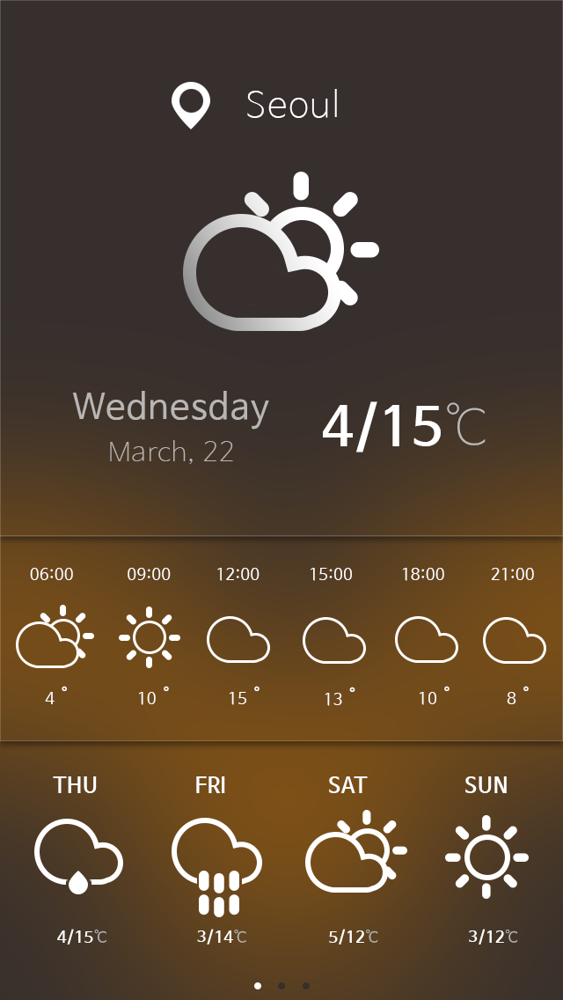 Seoul
Wednesday
March, 22
4/15℃
06:00 09:00 12:00 15:00 18:00 21:00
4° 10° 15° 13° 10° 8°
THU FRI SAT SUN
4/15℃ 3/14℃ 5/12℃ 3/12℃